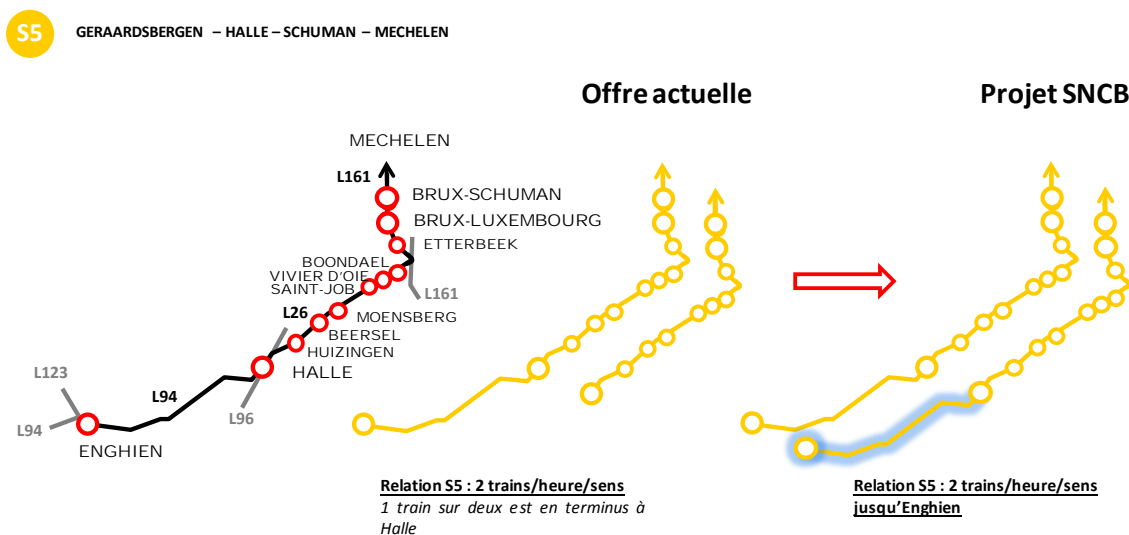 S5
GERAARDSBERGEN – HALLE – SCHUMAN – MECHELEN
Offre actuelle
Projet SNCB
MECHELEN
L161
BRUX-SCHUMAN
BRUX-LUXEMBOURG
ETTERBEEK
BOONDAEL
VIVIER D'OIE
SAINT-JOB
L161
L26
MOENSBERG
BEERSEL
HUIZINGEN
HALLE
L123
L94
L96
L94
ENGHIEN
Relation S5 : 2 trains/heure/sens
1 train sur deux est en terminus à
Halle
Relation S5 : 2 trains/heure/sens
jusqu'Enghien